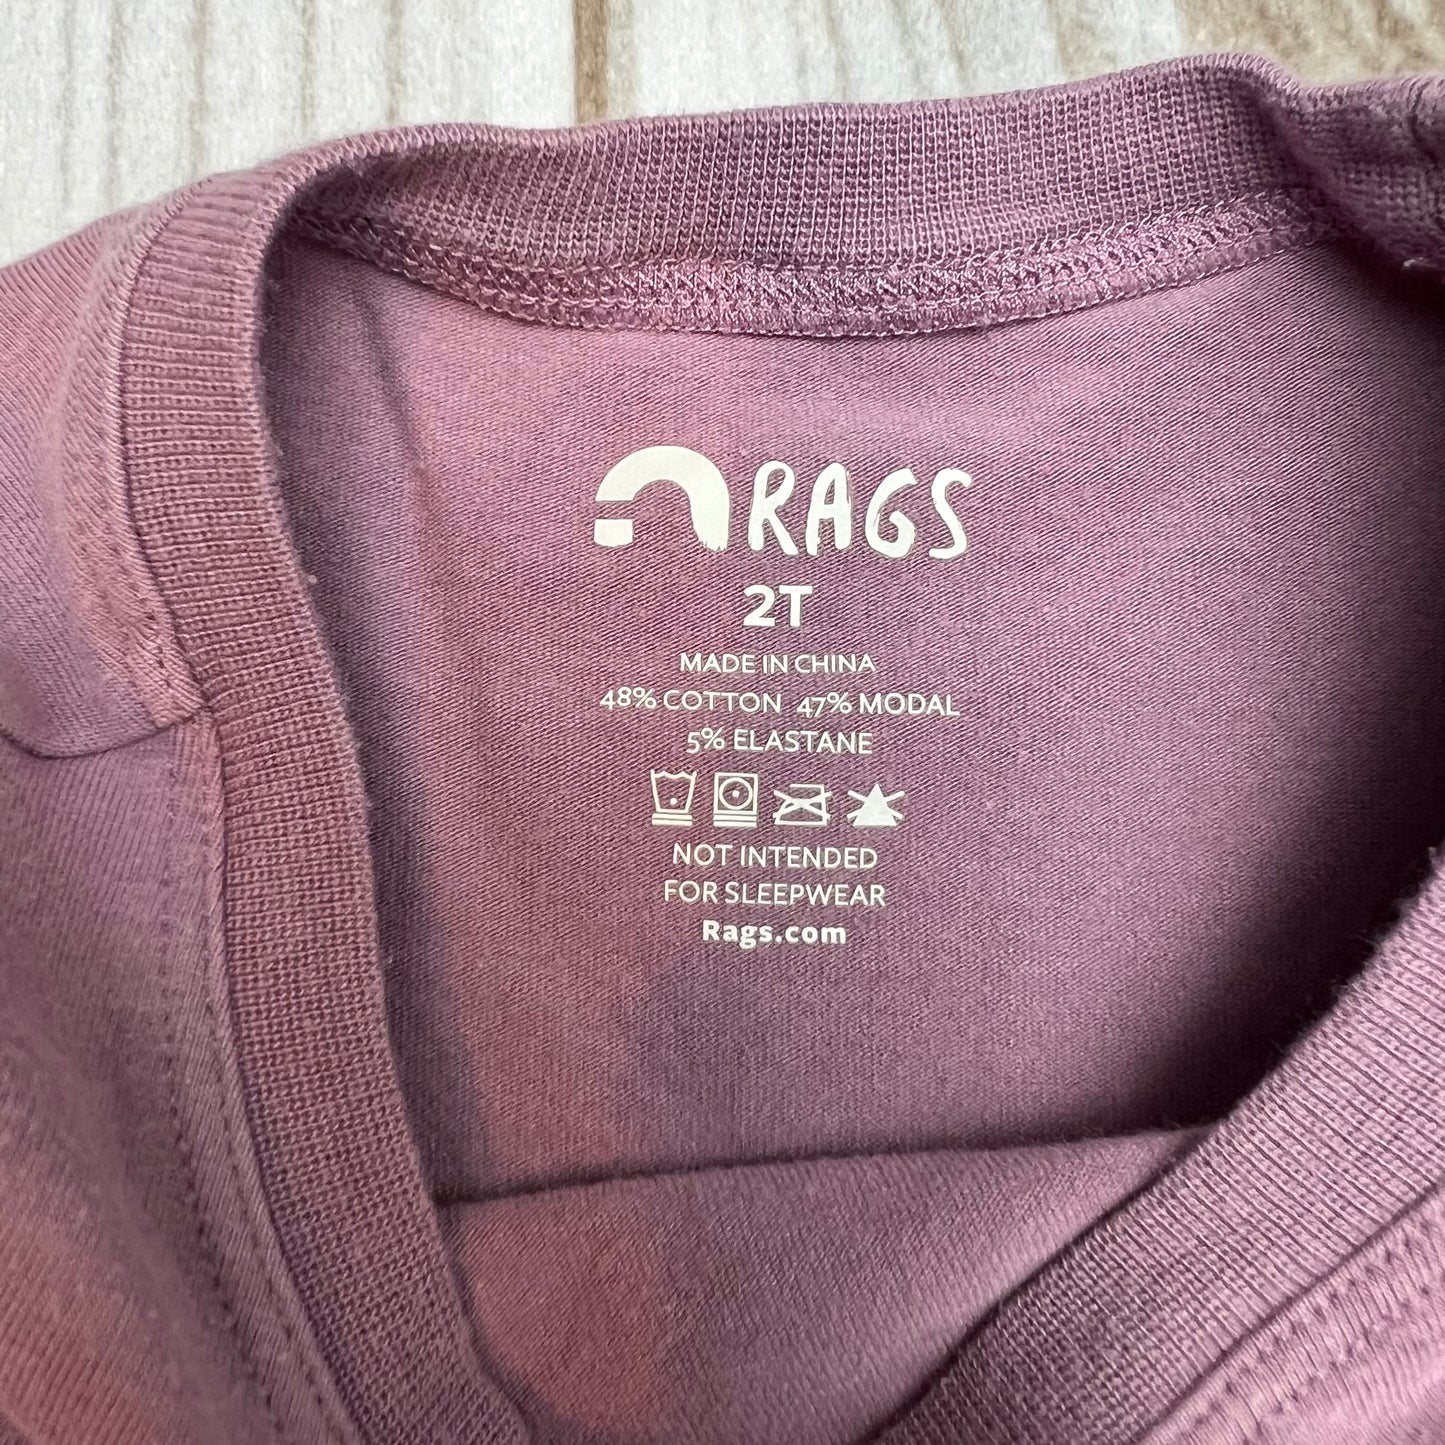 RAGS
2T
MADE IN CHINA
48% COTTON 47% MODAL
5% ELASTANE
NOT INTENDED
FOR SLEEPWEAR
Rags.com